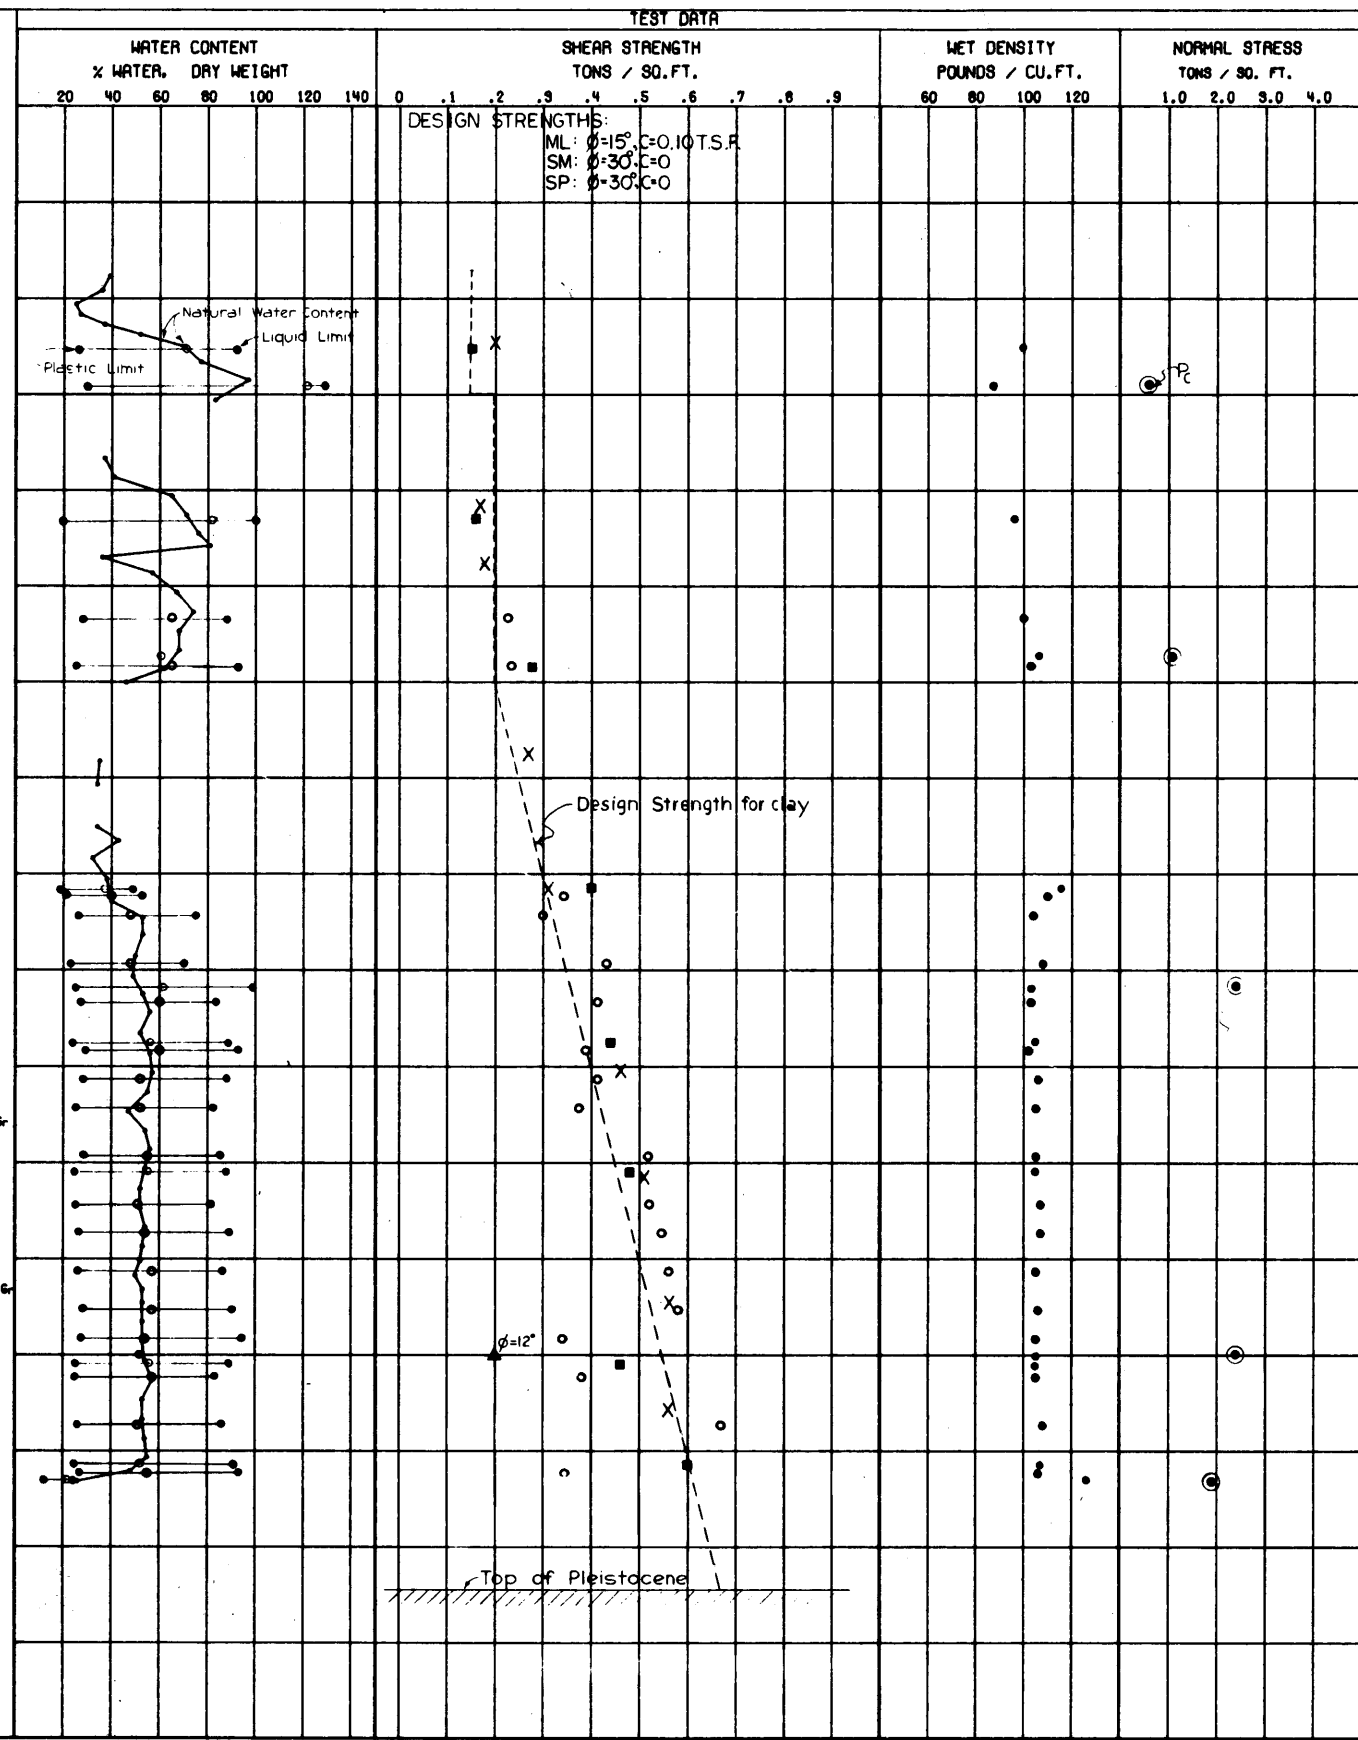 TEST DATA
WATER CONTENT
% WATER, DRY WEIGHT
SHEAR STRENGTH
TONS / SQ.FT.
WET DENSITY
POUNDS / CU.FT.
NORMAL STRESS
TONS / SQ. FT.
20 40 60 80 100 120 140 0 .1 .2 .3 .4 .5 .6 .7 .8 .9 60 80 100 120 1.0 2.0 3.0 4.0
DESIGN STRENGTHS:
ML: Ø=15°, C=0.10 T.S.F.
SM: Ø=30°, C=0
SP: Ø=30°, C=0
Natural Water Content
Liquid Limit
Plastic Limit
Pc
Design Strength for clay
Ø=12°
Top of Pleistocene